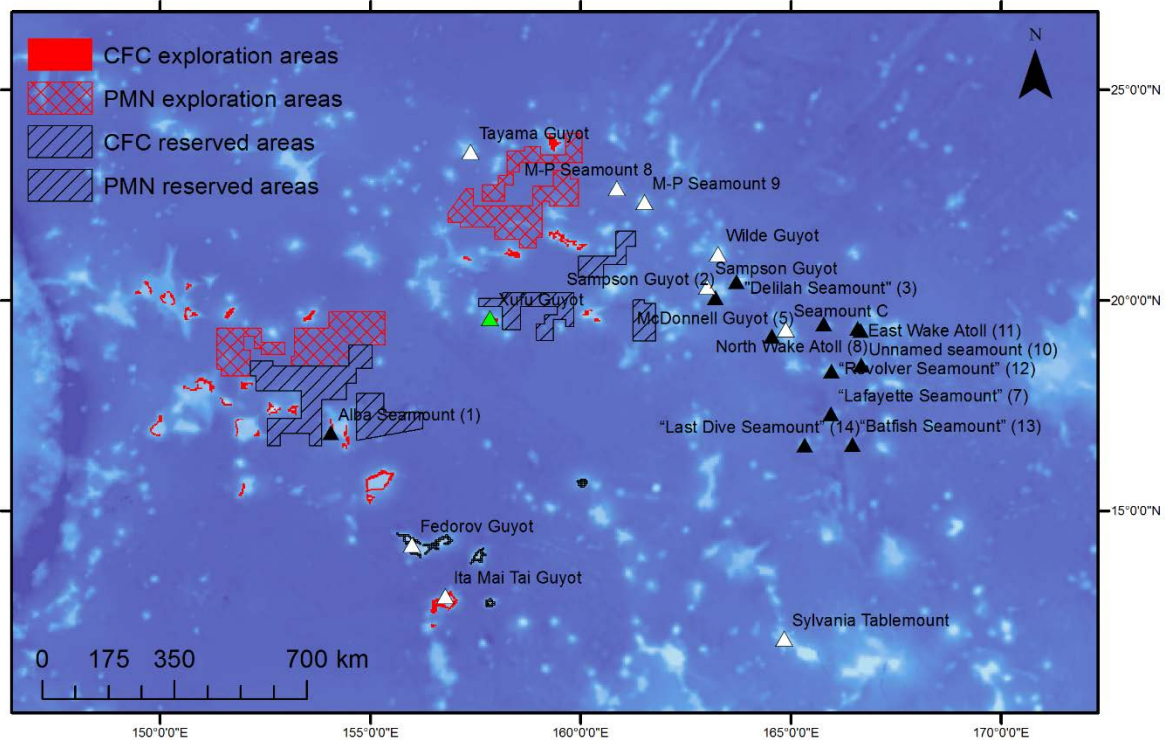 CFC exploration areas
PMN exploration areas
CFC reserved areas
PMN reserved areas
N
25°0'0"N
Tayama Guyot
M-P Seamount 8
M-P Seamount 9
Wilde Guyot
Sampson Guyot
Sampson Guyot (2)
"Delilah Seamount" (3)
20°0'0"N
Xufu Guyot
McDonnell Guyot (5)
Seamount C
East Wake Atoll (11)
North Wake Atoll (8)
Unnamed seamount (10)
“Revolver Seamount” (12)
“Lafayette Seamount” (7)
Alba Seamount (1)
“Last Dive Seamount” (14)
“Batfish Seamount” (13)
15°0'0"N
Fedorov Guyot
Ita Mai Tai Guyot
Sylvania Tablemount
0 175 350 700 km
150°0'0"E 155°0'0"E 160°0'0"E 165°0'0"E 170°0'0"E